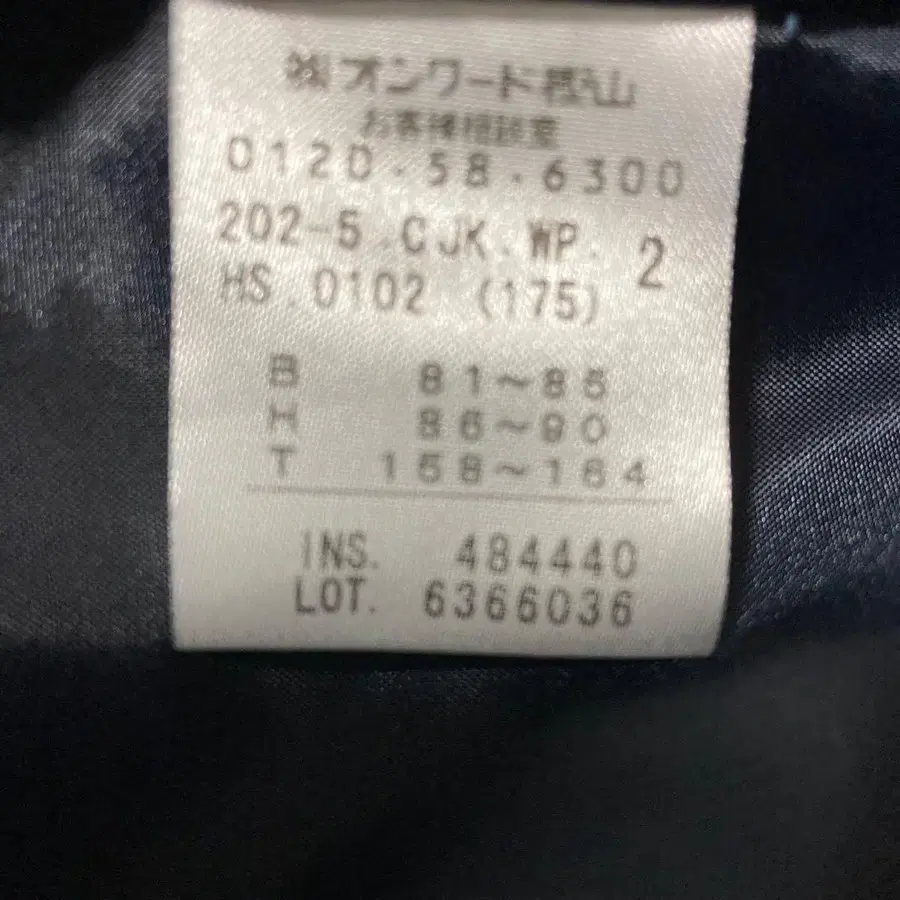 ㈱オンワード樫山
お客様相談室
0120・58・6300
202-5.CJK.WP. 2
HS.0102 (175)
B 81～85
H 86～90
T 158～164
INS. 484440
LOT. 6366036